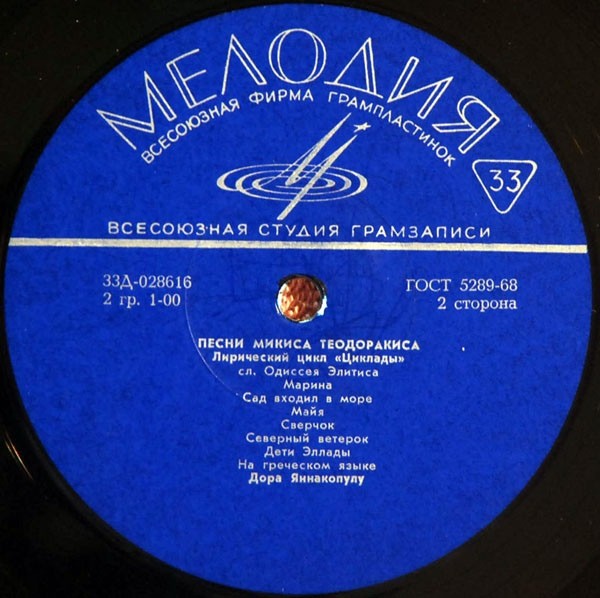 МЕЛОДИЯ
ВСЕСОЮЗНАЯ ФИРМА ГРАМПЛАСТИНОК
33
ВСЕСОЮЗНАЯ СТУДИЯ ГРАМЗАПИСИ
33Д-028616
2 гр. 1-00
ГОСТ 5289-68
2 сторона
ПЕСНИ МИКИСА ТЕОДОРАКИСА
Лирический цикл «Циклады»
сл. Одиссея Элитиса
Марина
Сад входил в море
Майя
Сверчок
Северный ветерок
Дети Эллады
На греческом языке
Дора Яннакопулу